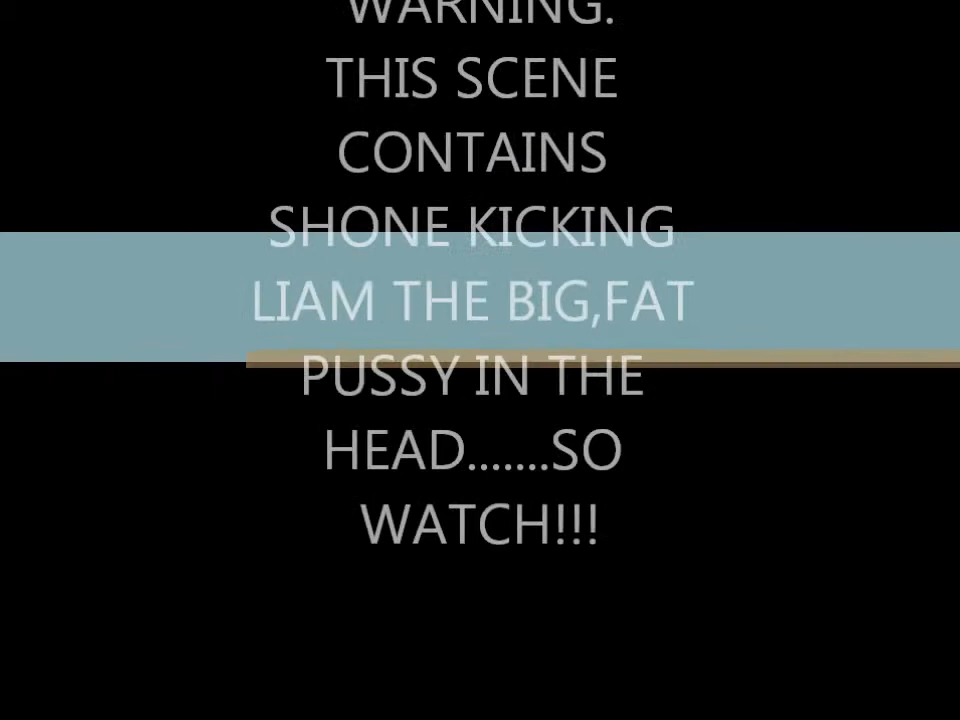 WARNING.
THIS SCENE
CONTAINS
SHONE KICKING
LIAM THE BIG,FAT
PUSSY IN THE
HEAD.......SO
WATCH!!!